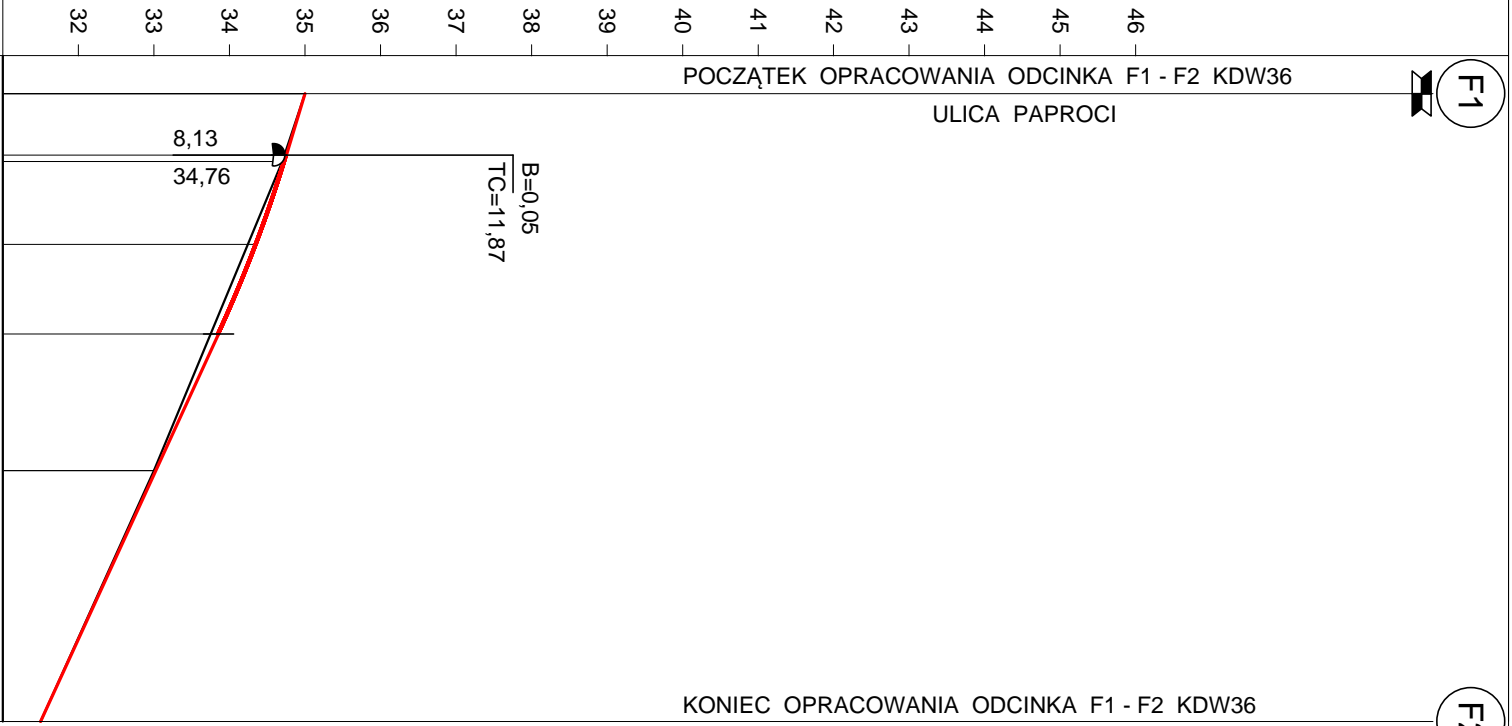 32
33
34
35
36
37
38
39
40
41
42
43
44
45
46
F1
POCZĄTEK OPRACOWANIA ODCINKA F1 - F2 KDW36
ULICA PAPROCI
8,13
34,76
B=0,05
TC=11,87
KONIEC OPRACOWANIA ODCINKA F1 - F2 KDW36
F2